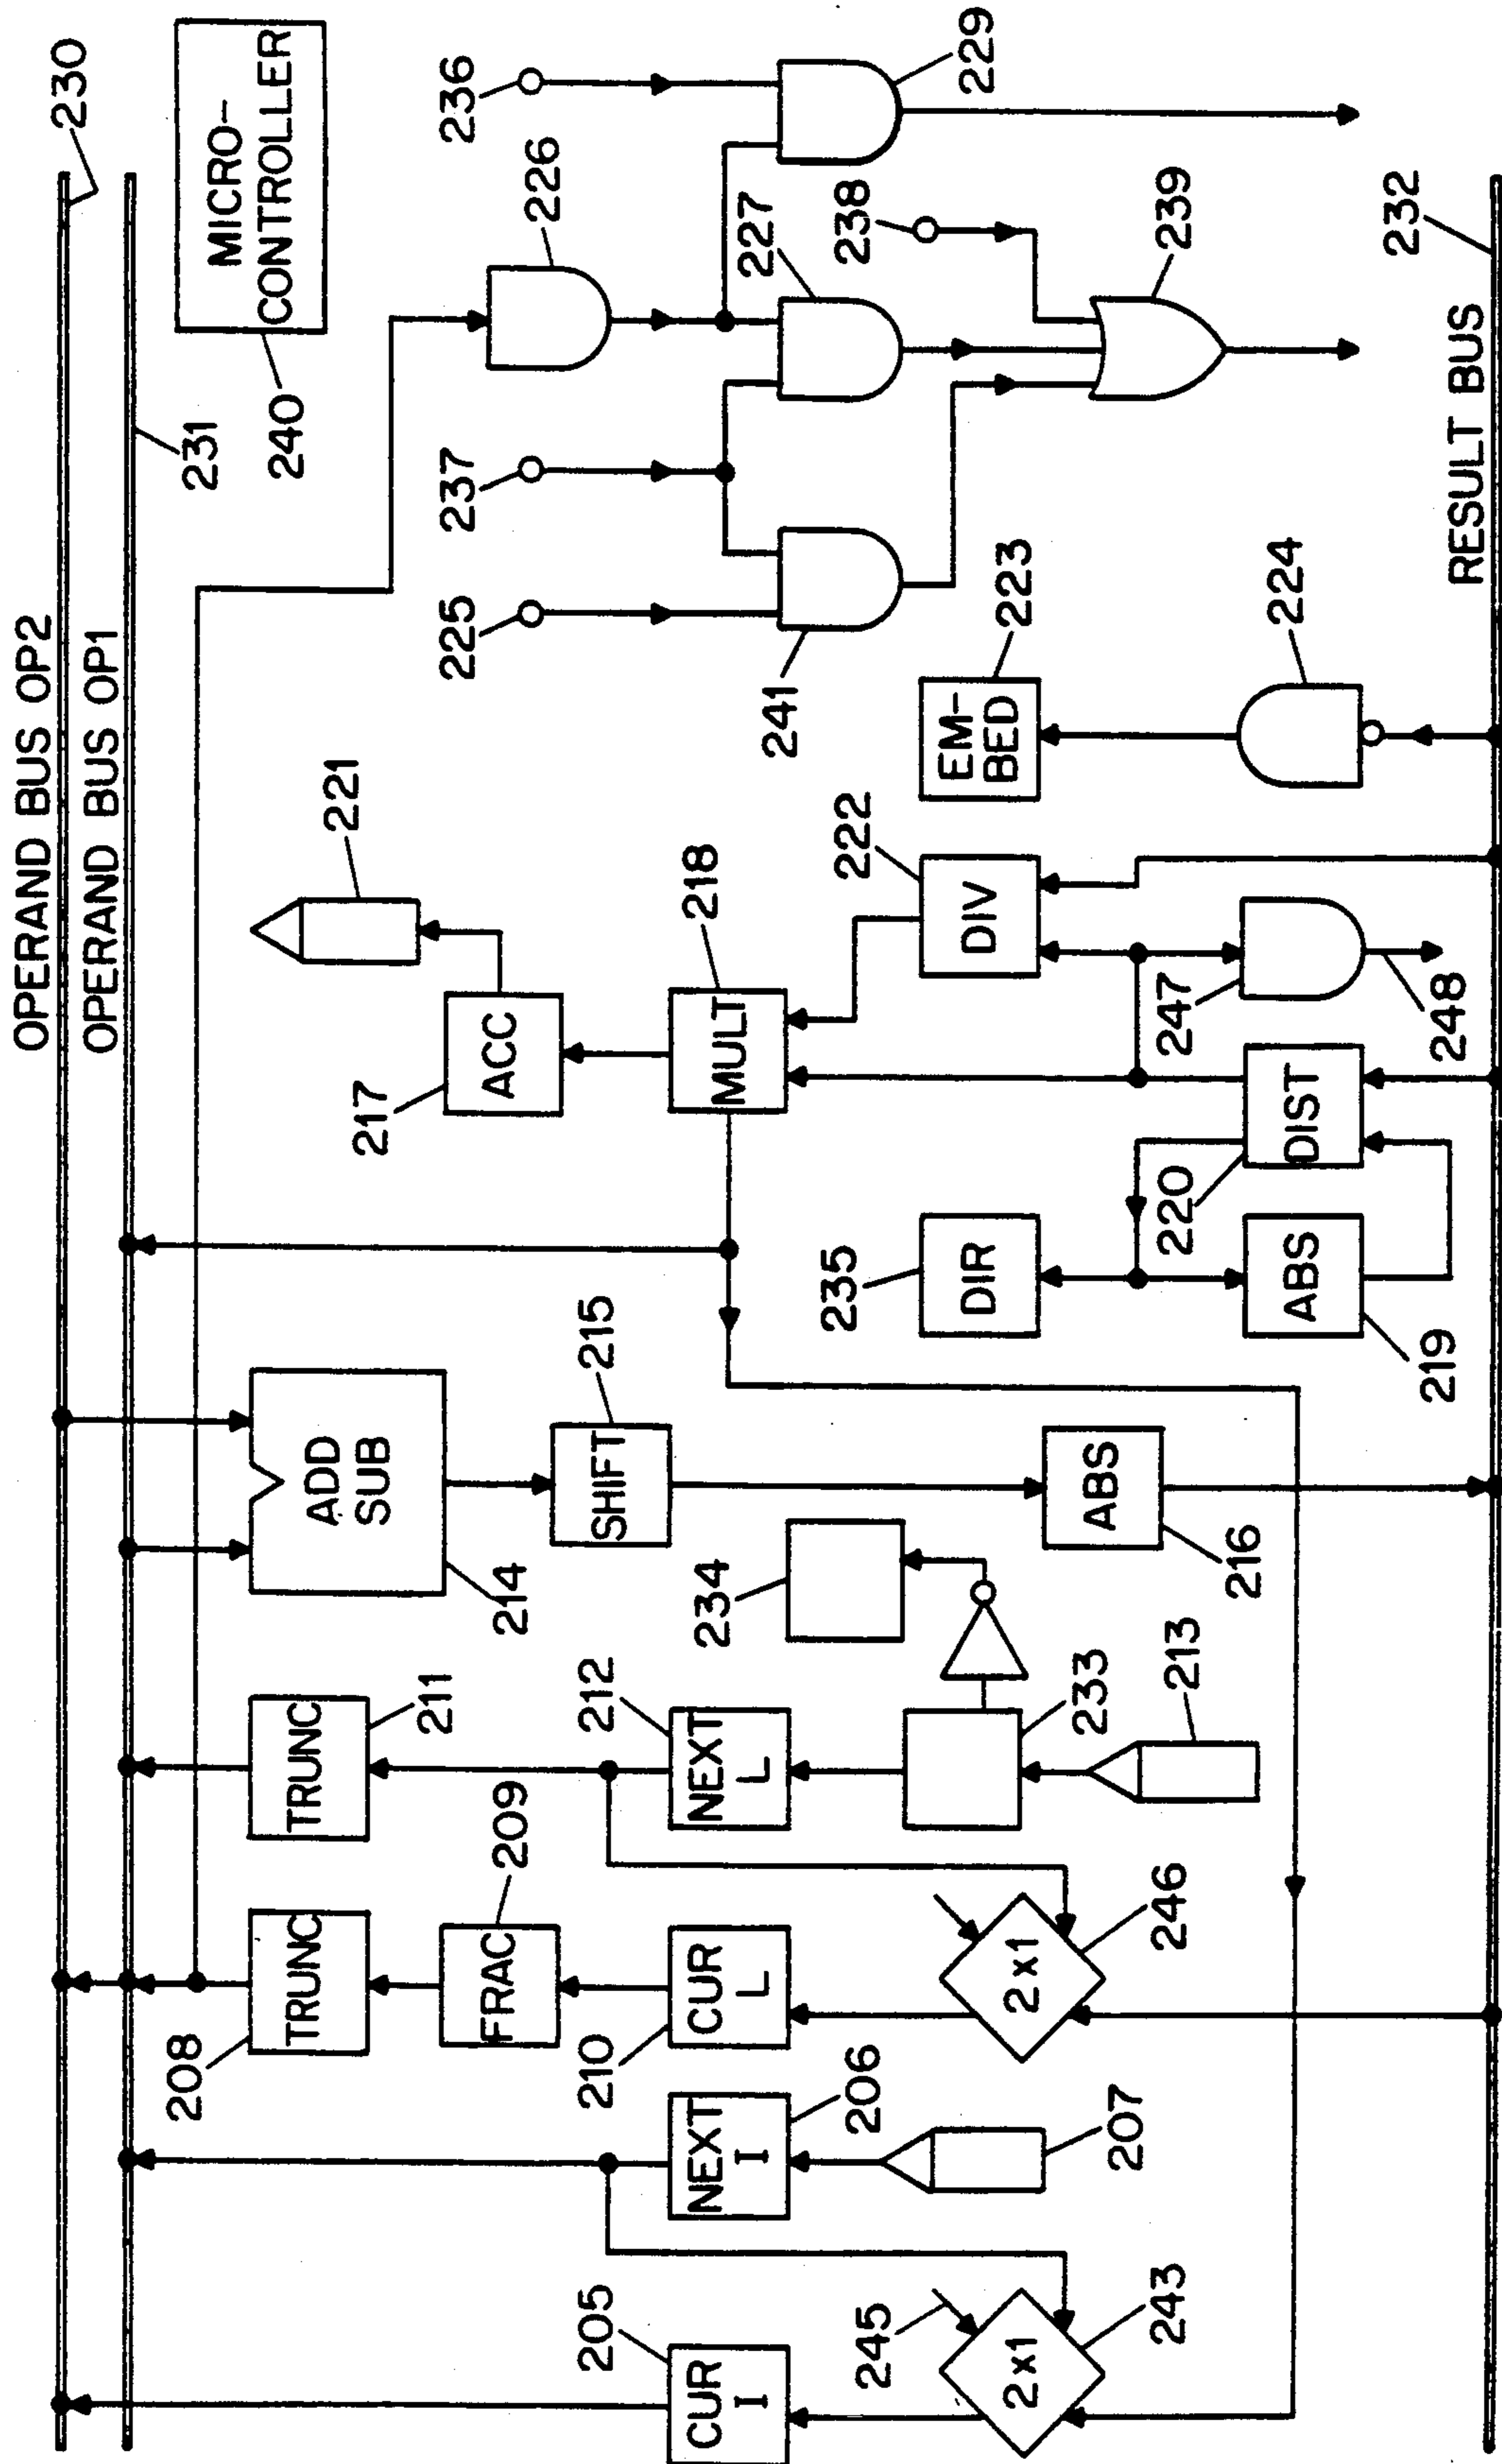 OPERAND BUS OP2
230
OPERAND BUS OP1
231
MICRO-
CONTROLLER
240
205
CUR
I
245
2x1
243
NEXT
I
206
207
208
TRUNC
FRAC
209
210
CUR
L
2x1
246
TRUNC
211
212
NEXT
L
233
213
234
ADD
SUB
214
SHIFT
215
ABS
216
235
DIR
ABS
219
220
DIST
217
ACC
221
218
MULT
222
DIV
247
248
EM-
BED
223
224
225
237
241
226
227
236
229
238
239
RESULT BUS
232